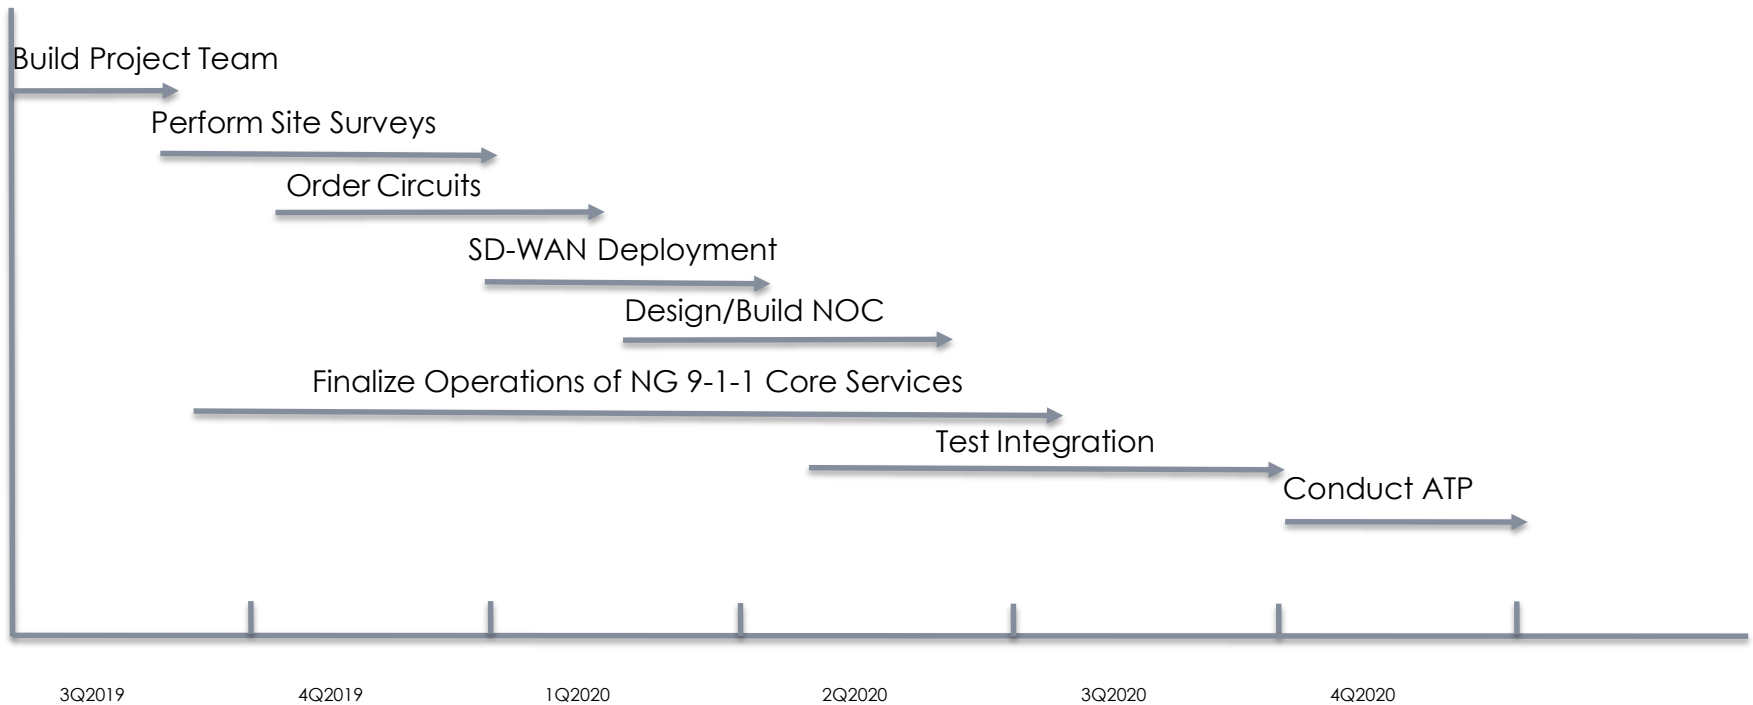 Build Project Team
Perform Site Surveys
Order Circuits
SD-WAN Deployment
Design/Build NOC
Finalize Operations of NG 9-1-1 Core Services
Test Integration
Conduct ATP
3Q2019 4Q2019 1Q2020 2Q2020 3Q2020 4Q2020